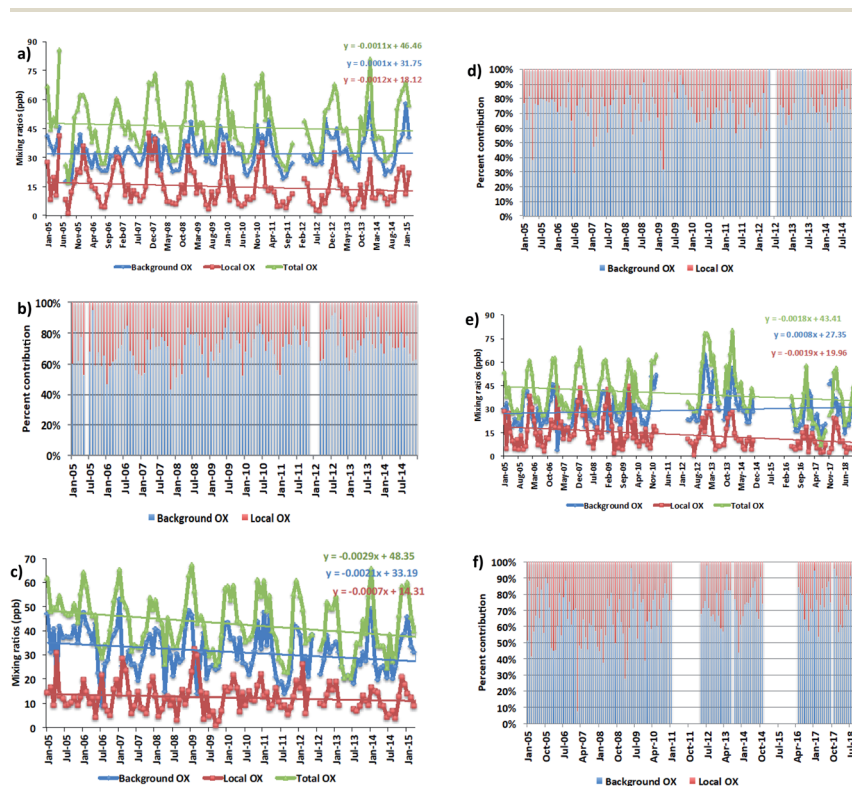 a)
y = -0.0011x + 46.46
y = 0.0001x + 31.75
y = -0.0012x + 18.12
Mixing ratios (ppb)
90
75
60
45
30
15
0
Jan-05
Jun-05
Nov-05
Apr-06
Sep-06
Feb-07
Jul-07
Dec-07
May-08
Oct-08
Mar-09
Aug-09
Jan-10
Jun-10
Nov-10
Apr-11
Sep-11
Feb-12
Jul-12
Dec-12
May-13
Oct-13
Mar-14
Aug-14
Jan-15
Background OX Local OX Total OX
d)
Percent contribution
100%
90%
80%
70%
60%
50%
40%
30%
20%
10%
0%
Jan-05
Jul-05
Jan-06
Jul-06
Jan-07
Jul-07
Jan-08
Jul-08
Jan-09
Jul-09
Jan-10
Jul-10
Jan-11
Jul-11
Jan-12
Jul-12
Jan-13
Jul-13
Jan-14
Jul-14
Background OX Local OX
b)
Percent contribution
100%
80%
60%
40%
20%
0%
Jan-05
Jul-05
Jan-06
Jul-06
Jan-07
Jul-07
Jan-08
Jul-08
Jan-09
Jul-09
Jan-10
Jul-10
Jan-11
Jul-11
Jan-12
Jul-12
Jan-13
Jul-13
Jan-14
Jul-14
Background OX Local OX
e)
y = -0.0018x + 43.41
y = 0.0008x + 27.35
y = -0.0019x + 19.96
Mixing ratios (ppb)
90
75
60
45
30
15
0
Jan-05
Aug-05
Mar-06
Oct-06
May-07
Dec-07
Jul-08
Feb-09
Sep-09
Apr-10
Nov-10
Jun-11
Jan-12
Aug-12
Mar-13
Oct-13
May-14
Dec-14
Jul-15
Feb-16
Sep-16
Apr-17
Nov-17
Jun-18
Background OX Local OX Total OX
c)
y = -0.0029x + 48.35
y = -0.0021x + 33.19
y = -0.0007x + 14.31
Mixing ratios (ppb)
70
60
50
40
30
20
10
0
Jan-05
Jul-05
Jan-06
Jul-06
Jan-07
Jul-07
Jan-08
Jul-08
Jan-09
Jul-09
Jan-10
Jul-10
Jan-11
Jul-11
Jan-12
Jul-12
Jan-13
Jul-13
Jan-14
Jul-14
Jan-15
Background OX Local OX Total OX
f)
Percent contribution
100%
90%
80%
70%
60%
50%
40%
30%
20%
10%
0%
Jan-05
Oct-05
Jul-06
Apr-07
Jan-08
Oct-08
Jul-09
Apr-10
Jan-11
Oct-11
Jul-12
Apr-13
Jan-14
Oct-14
Jul-15
Apr-16
Jan-17
Oct-17
Jul-18
Background OX Local OX